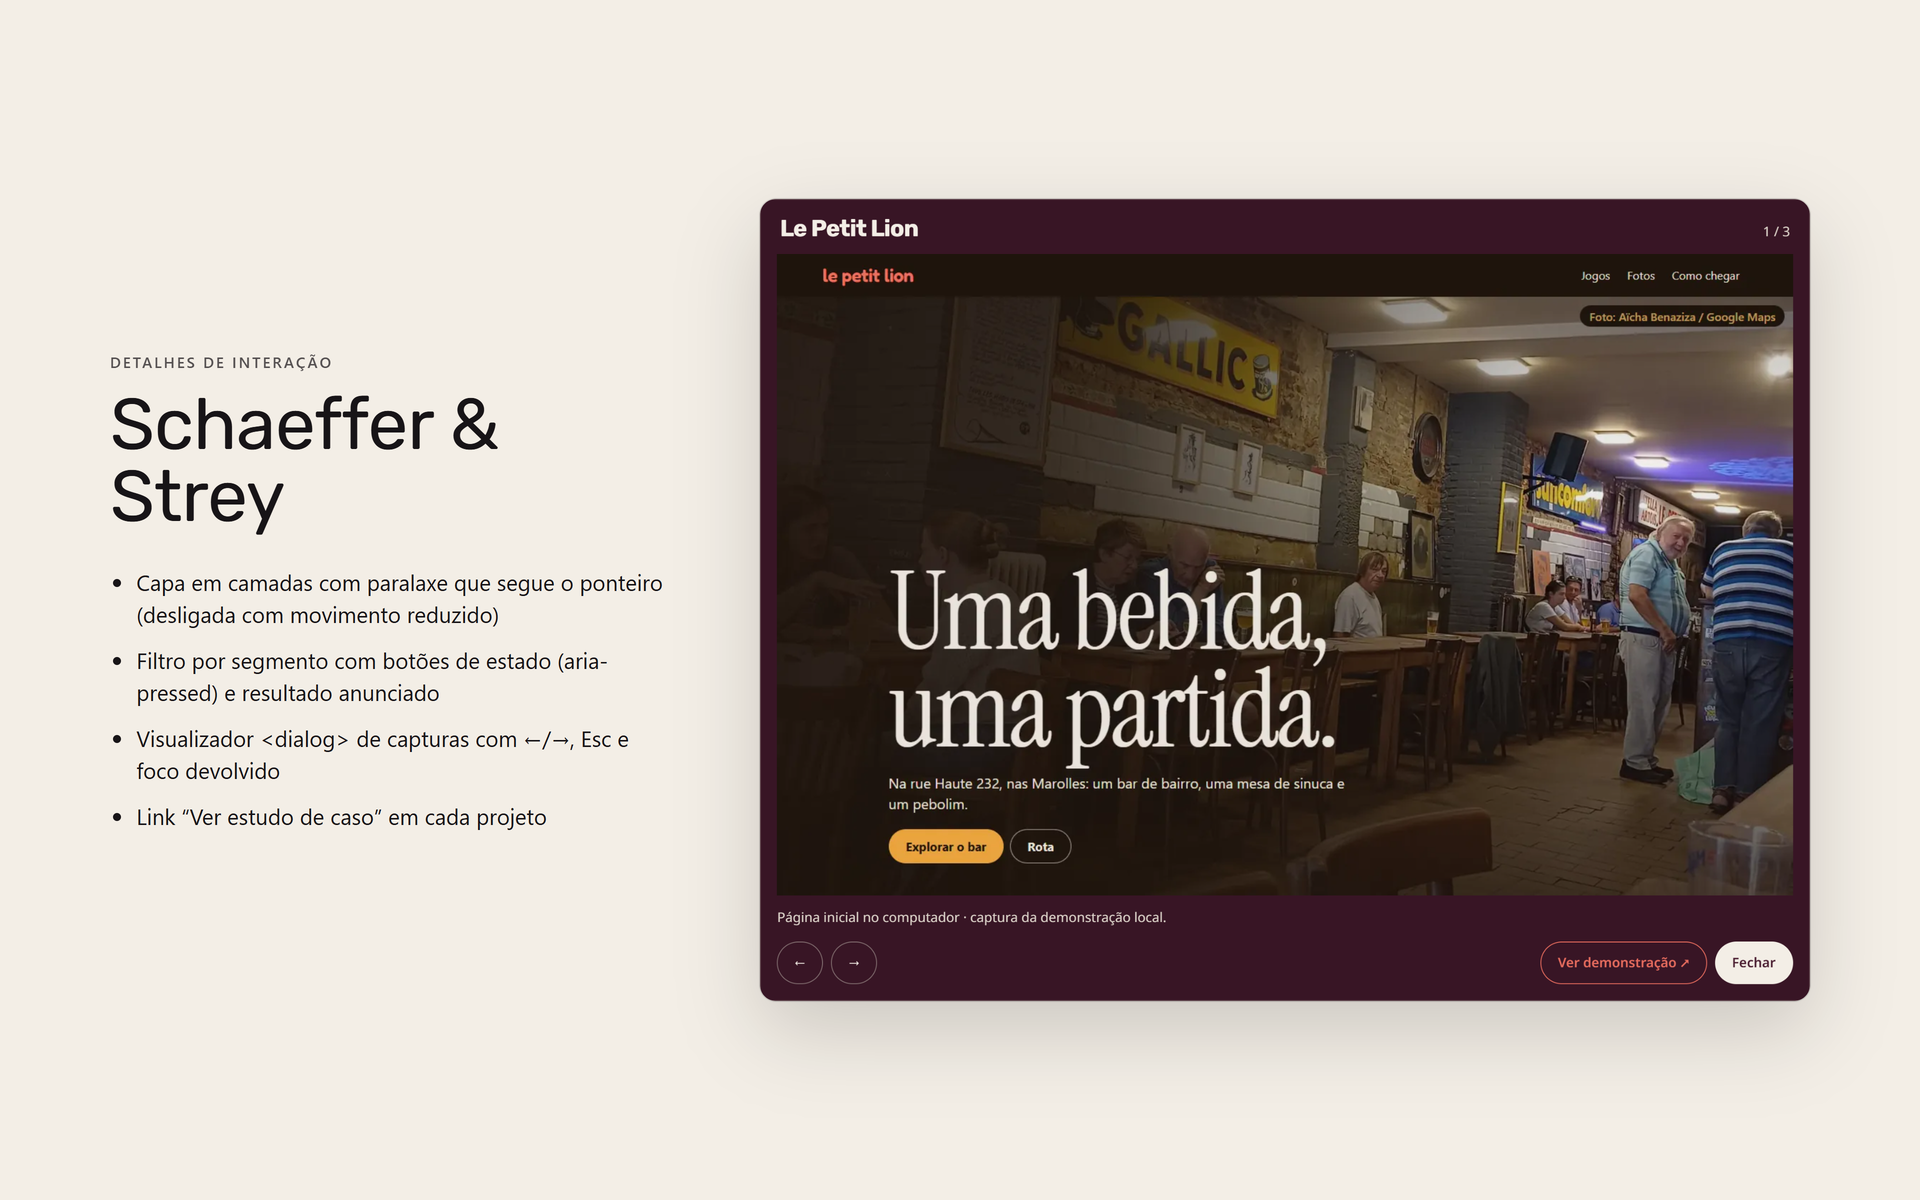 DETALHES DE INTERAÇÃO
Schaeffer &
Strey
• Capa em camadas com paralaxe que segue o ponteiro
(desligada com movimento reduzido)
• Filtro por segmento com botões de estado (aria-
pressed) e resultado anunciado
• Visualizador <dialog> de capturas com ←/→, Esc e
foco devolvido
• Link “Ver estudo de caso” em cada projeto
Le Petit Lion
1 / 3
le petit lion
Jogos Fotos Como chegar
Foto: Aïcha Benaziza / Google Maps
GALLIC
Uma bebida,
uma partida.
Na rue Haute 232, nas Marolles: um bar de bairro, uma mesa de sinuca e
um pebolim.
Explorar o bar Rota
Página inicial no computador · captura da demonstração local.
← → Ver demonstração ↗ Fechar